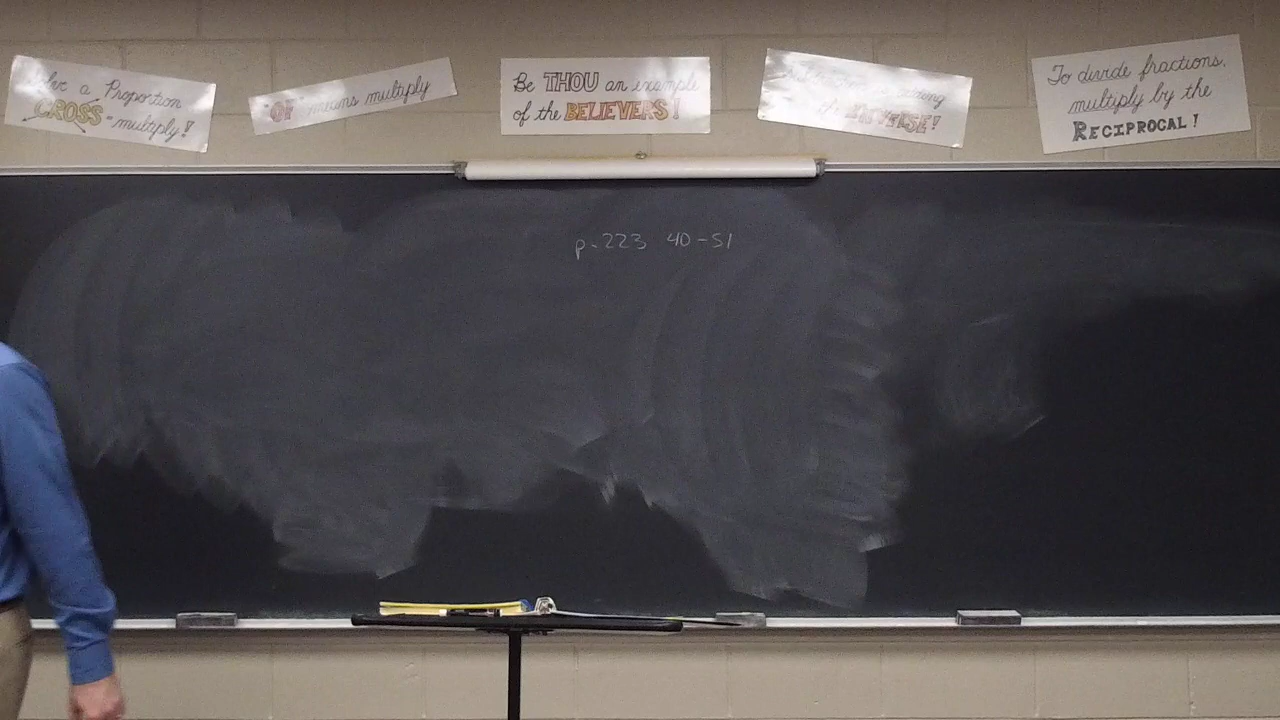 a Proportion
"CROSS"-multiply!
"OF" means multiply
Be THOU an example
of the BELIEVERS!
the INVERSE!
To divide fractions,
multiply by the
RECIPROCAL!
p. 223 40-51